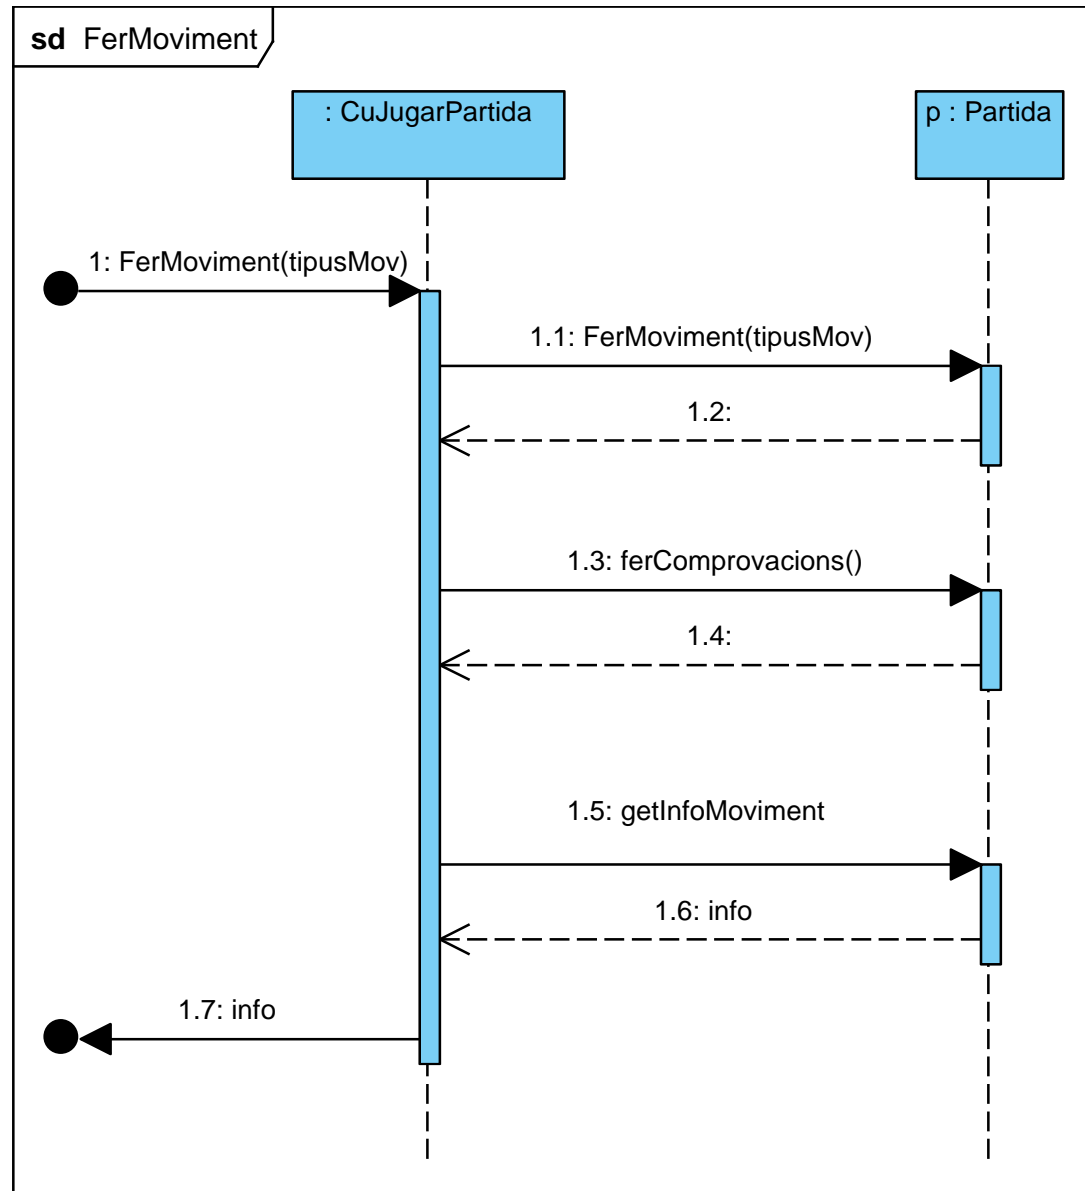 sd FerMoviment
: CuJugarPartida
p : Partida
1: FerMoviment(tipusMov)
1.1: FerMoviment(tipusMov)
1.2:
1.3: ferComprovacions()
1.4:
1.5: getInfoMoviment
1.6: info
1.7: info